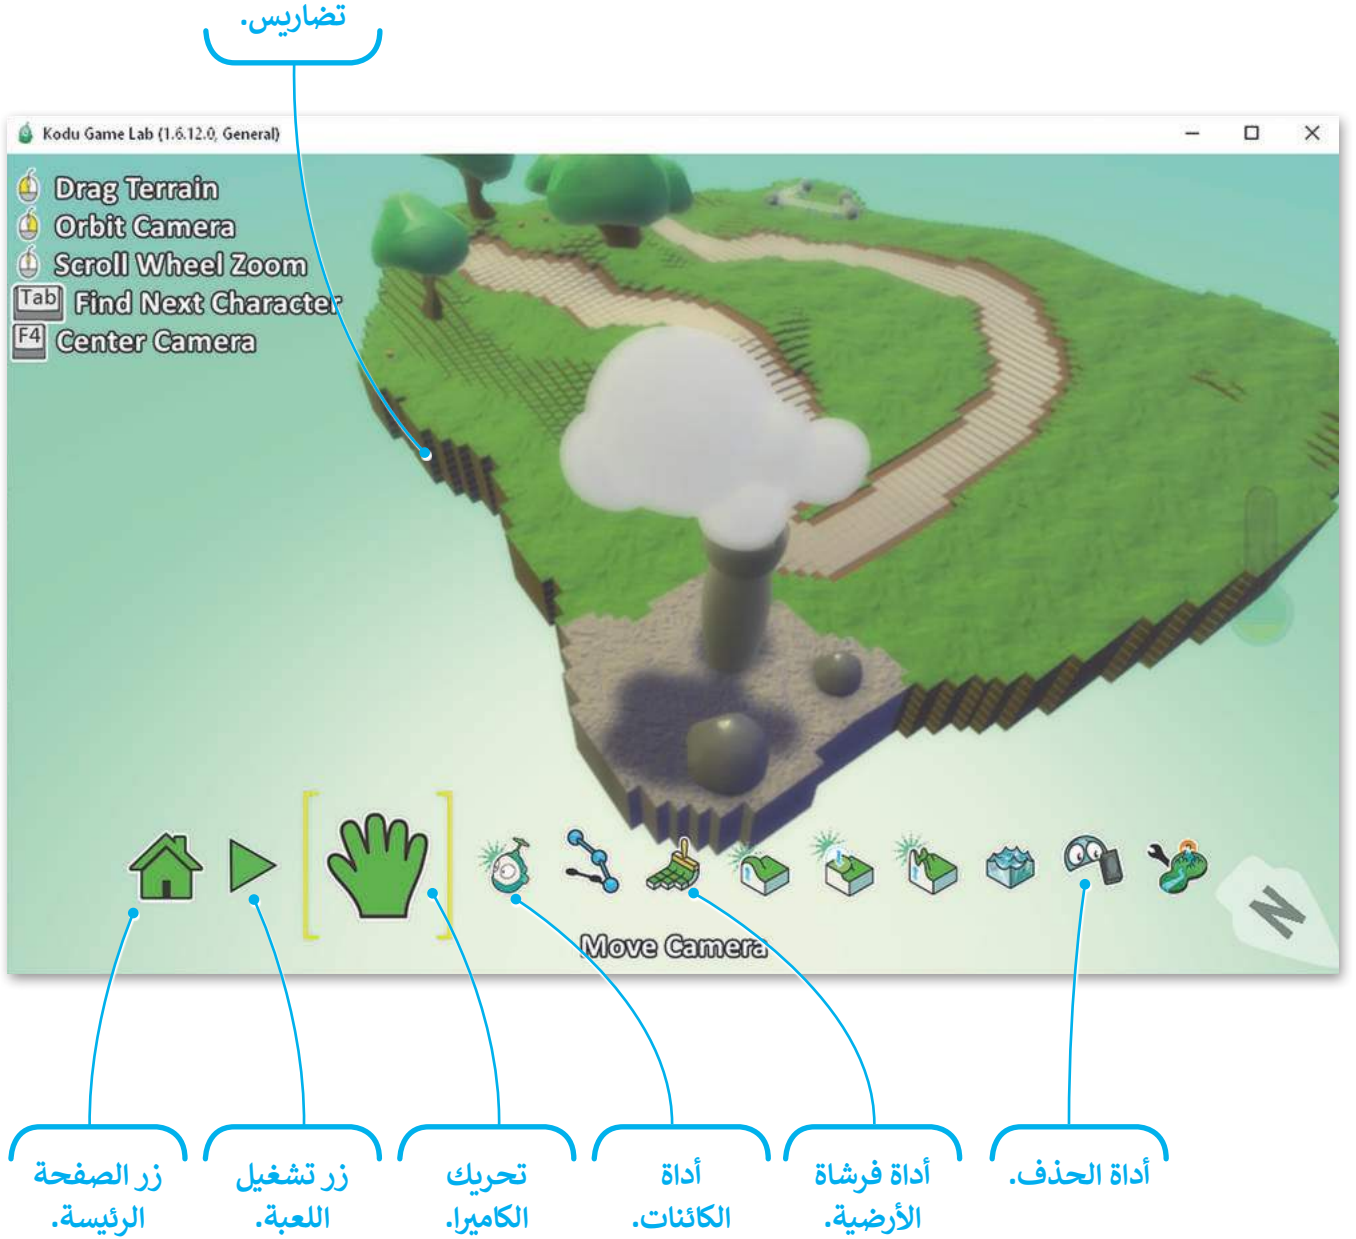 تضاريس.
Kodu Game Lab (1.6.12.0, General)
Drag Terrain
Orbit Camera
Scroll Wheel Zoom
Tab Find Next Character
F4 Center Camera
Move Camera
N
زر الصفحة
الرئيسة.
زر تشغيل
اللعبة.
تحريك
الكاميرا.
أداة
الكائنات.
أداة فرشاة
الأرضية.
أداة الحذف.